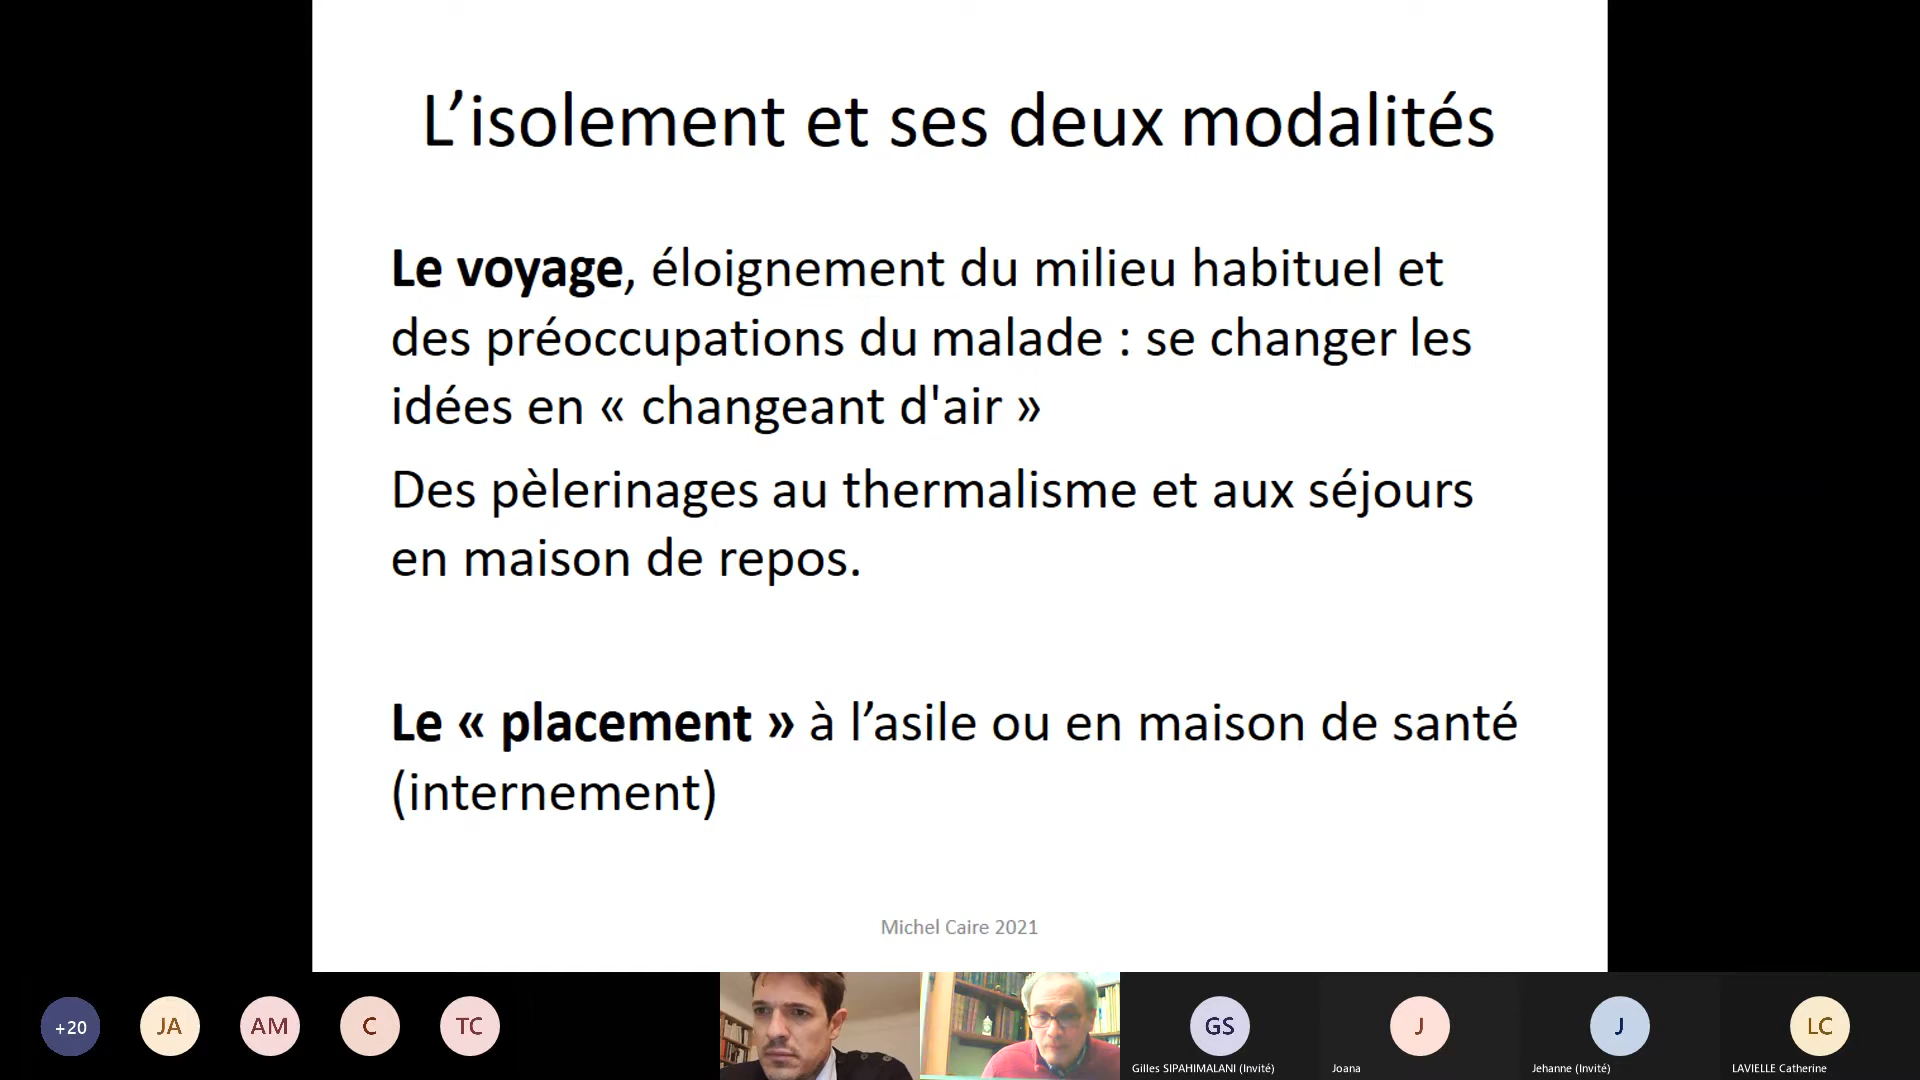 L’isolement et ses deux modalités
Le voyage, éloignement du milieu habituel et
des préoccupations du malade : se changer les
idées en « changeant d'air »
Des pèlerinages au thermalisme et aux séjours
en maison de repos.
Le « placement » à l’asile ou en maison de santé
(internement)
Michel Caire 2021
+20
JA
AM
C
TC
GS
J
J
LC
Gilles SIPAHIMALANI (Invité)
Joana
Jehanne (Invité)
LAVIELLE Catherine